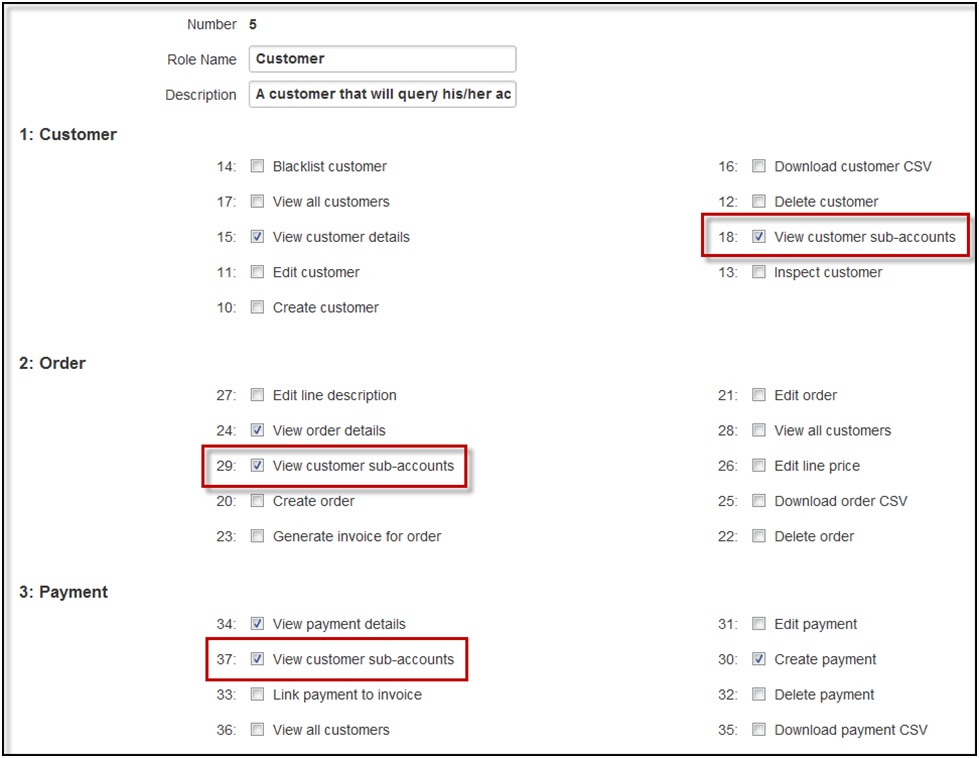 Number 5
Role Name Customer
Description A customer that will query his/her ac
1: Customer
14: Blacklist customer 16: Download customer CSV
17: View all customers 12: Delete customer
15: View customer details 18: View customer sub-accounts
11: Edit customer 13: Inspect customer
10: Create customer
2: Order
27: Edit line description 21: Edit order
24: View order details 28: View all customers
29: View customer sub-accounts 26: Edit line price
20: Create order 25: Download order CSV
23: Generate invoice for order 22: Delete order
3: Payment
34: View payment details 31: Edit payment
37: View customer sub-accounts 30: Create payment
33: Link payment to invoice 32: Delete payment
36: View all customers 35: Download payment CSV